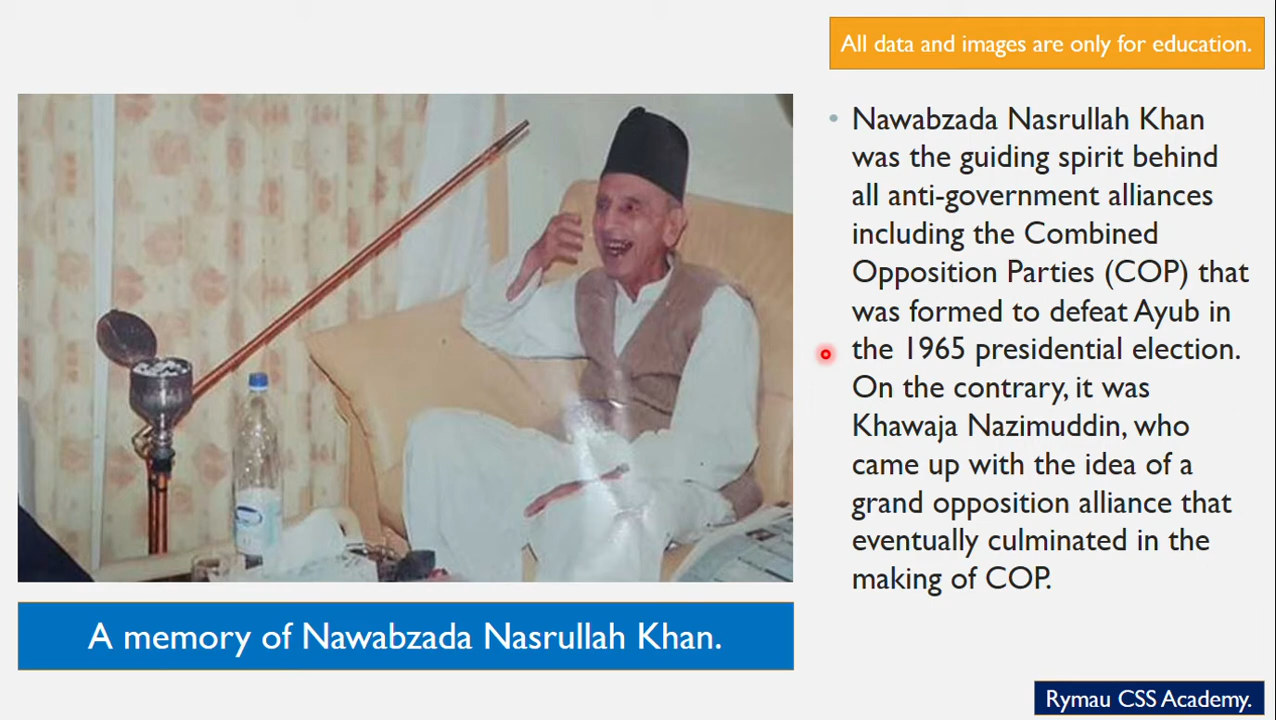 All data and images are only for education.
Nawabzada Nasrullah Khan
was the guiding spirit behind
all anti-government alliances
including the Combined
Opposition Parties (COP) that
was formed to defeat Ayub in
the 1965 presidential election.
On the contrary, it was
Khawaja Nazimuddin, who
came up with the idea of a
grand opposition alliance that
eventually culminated in the
making of COP.
A memory of Nawabzada Nasrullah Khan.
Rymau CSS Academy.